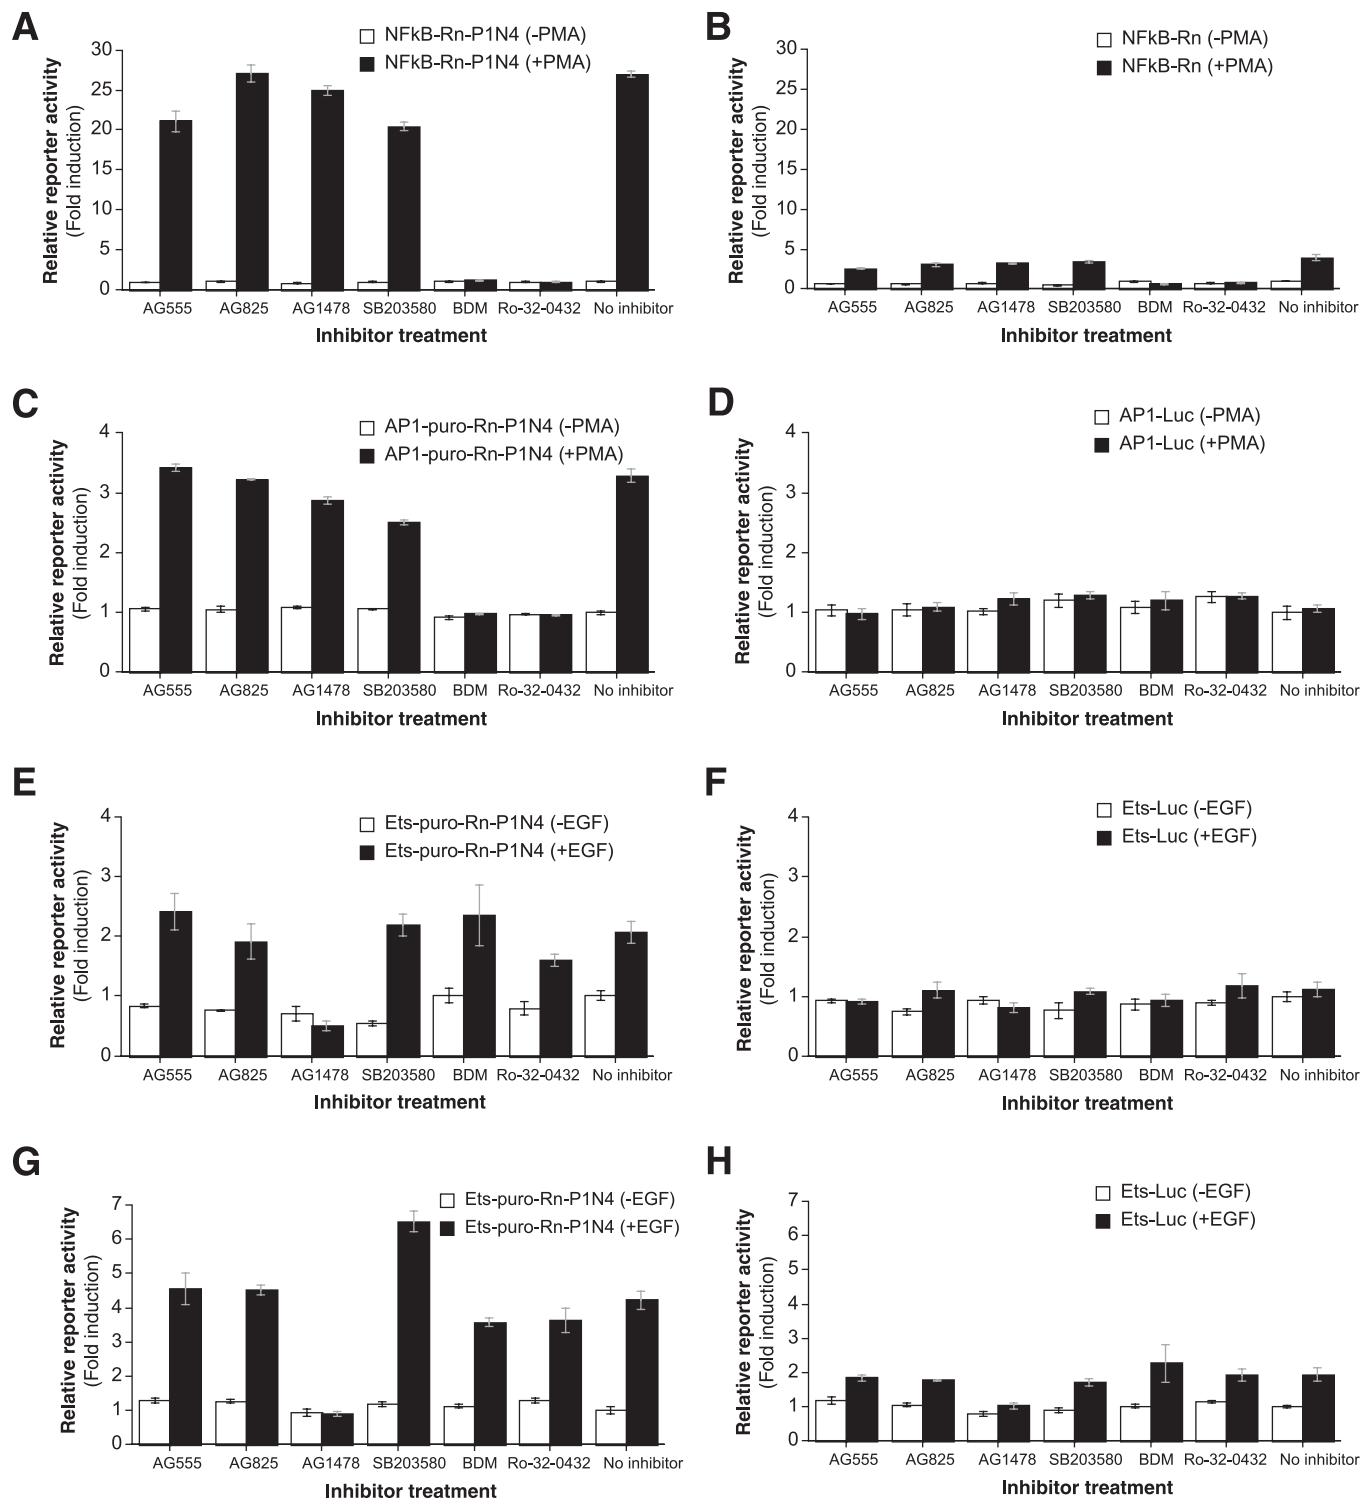 A
NFkB-Rn-P1N4 (-PMA)
NFkB-Rn-P1N4 (+PMA)
Relative reporter activity
(Fold induction)
30
25
20
15
10
5
0
AG555 AG825 AG1478 SB203580 BDM Ro-32-0432 No inhibitor
Inhibitor treatment
B
NFkB-Rn (-PMA)
NFkB-Rn (+PMA)
Relative reporter activity
(Fold induction)
30
25
20
15
10
5
0
AG555 AG825 AG1478 SB203580 BDM Ro-32-0432 No inhibitor
Inhibitor treatment
C
AP1-puro-Rn-P1N4 (-PMA)
AP1-puro-Rn-P1N4 (+PMA)
Relative reporter activity
(Fold induction)
4
3
2
1
0
AG555 AG825 AG1478 SB203580 BDM Ro-32-0432 No inhibitor
Inhibitor treatment
D
AP1-Luc (-PMA)
AP1-Luc (+PMA)
Relative reporter activity
(Fold induction)
4
3
2
1
0
AG555 AG825 AG1478 SB203580 BDM Ro-32-0432 No inhibitor
Inhibitor treatment
E
Ets-puro-Rn-P1N4 (-EGF)
Ets-puro-Rn-P1N4 (+EGF)
Relative reporter activity
(Fold induction)
4
3
2
1
0
AG555 AG825 AG1478 SB203580 BDM Ro-32-0432 No inhibitor
Inhibitor treatment
F
Ets-Luc (-EGF)
Ets-Luc (+EGF)
Relative reporter activity
(Fold induction)
4
3
2
1
0
AG555 AG825 AG1478 SB203580 BDM Ro-32-0432 No inhibitor
Inhibitor treatment
G
Ets-puro-Rn-P1N4 (-EGF)
Ets-puro-Rn-P1N4 (+EGF)
Relative reporter activity
(Fold induction)
7
6
5
4
3
2
1
0
AG555 AG825 AG1478 SB203580 BDM Ro-32-0432 No inhibitor
Inhibitor treatment
H
Ets-Luc (-EGF)
Ets-Luc (+EGF)
Relative reporter activity
(Fold induction)
7
6
5
4
3
2
1
0
AG555 AG825 AG1478 SB203580 BDM Ro-32-0432 No inhibitor
Inhibitor treatment